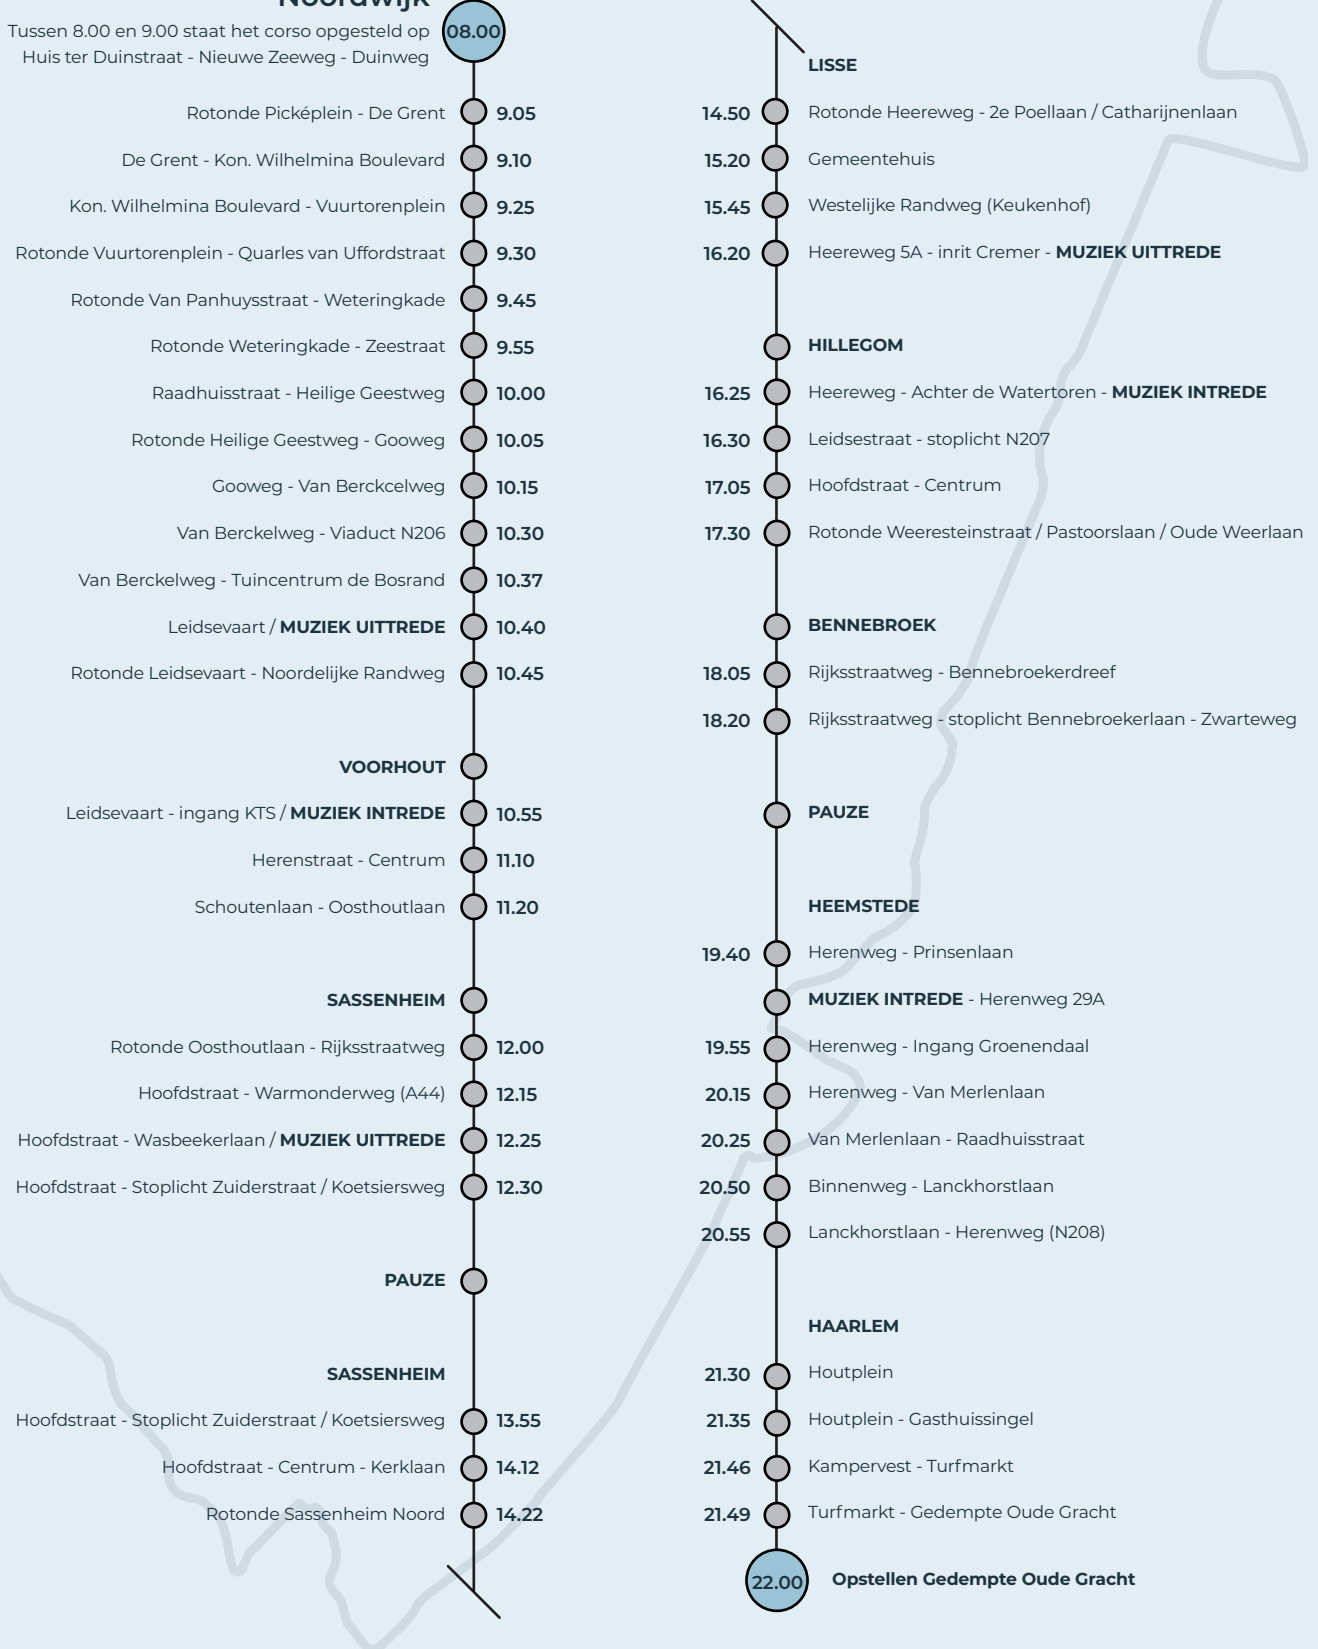 Noordwijk
Tussen 8.00 en 9.00 staat het corso opgesteld op
Huis ter Duinstraat - Nieuwe Zeeweg - Duinweg
08.00
Rotonde Picképlein - De Grent 9.05
De Grent - Kon. Wilhelmina Boulevard 9.10
Kon. Wilhelmina Boulevard - Vuurtorenplein 9.25
Rotonde Vuurtorenplein - Quarles van Uffordstraat 9.30
Rotonde Van Panhuysstraat - Weteringkade 9.45
Rotonde Weteringkade - Zeestraat 9.55
Raadhuisstraat - Heilige Geestweg 10.00
Rotonde Heilige Geestweg - Gooweg 10.05
Gooweg - Van Berckcelweg 10.15
Van Berckelweg - Viaduct N206 10.30
Van Berckelweg - Tuincentrum de Bosrand 10.37
Leidsevaart / MUZIEK UITTREDE 10.40
Rotonde Leidsevaart - Noordelijke Randweg 10.45
VOORHOUT
Leidsevaart - ingang KTS / MUZIEK INTREDE 10.55
Herenstraat - Centrum 11.10
Schoutenlaan - Oosthoutlaan 11.20
SASSENHEIM
Rotonde Oosthoutlaan - Rijksstraatweg 12.00
Hoofdstraat - Warmonderweg (A44) 12.15
Hoofdstraat - Wasbeekerlaan / MUZIEK UITTREDE 12.25
Hoofdstraat - Stoplicht Zuiderstraat / Koetsiersweg 12.30
PAUZE
SASSENHEIM
Hoofdstraat - Stoplicht Zuiderstraat / Koetsiersweg 13.55
Hoofdstraat - Centrum - Kerklaan 14.12
Rotonde Sassenheim Noord 14.22
LISSE
14.50 Rotonde Heereweg - 2e Poellaan / Catharijnenlaan
15.20 Gemeentehuis
15.45 Westelijke Randweg (Keukenhof)
16.20 Heereweg 5A - inrit Cremer - MUZIEK UITTREDE
HILLEGOM
16.25 Heereweg - Achter de Watertoren - MUZIEK INTREDE
16.30 Leidsestraat - stoplicht N207
17.05 Hoofdstraat - Centrum
17.30 Rotonde Weeresteinstraat / Pastoorslaan / Oude Weerlaan
BENNEBROEK
18.05 Rijksstraatweg - Bennebroekerdreef
18.20 Rijksstraatweg - stoplicht Bennebroekerlaan - Zwarteweg
PAUZE
HEEMSTEDE
19.40 Herenweg - Prinsenlaan
MUZIEK INTREDE - Herenweg 29A
19.55 Herenweg - Ingang Groenendaal
20.15 Herenweg - Van Merlenlaan
20.25 Van Merlenlaan - Raadhuisstraat
20.50 Binnenweg - Lanckhorstlaan
20.55 Lanckhorstlaan - Herenweg (N208)
HAARLEM
21.30 Houtplein
21.35 Houtplein - Gasthuissingel
21.46 Kampervest - Turfmarkt
21.49 Turfmarkt - Gedempte Oude Gracht
22.00 Opstellen Gedempte Oude Gracht